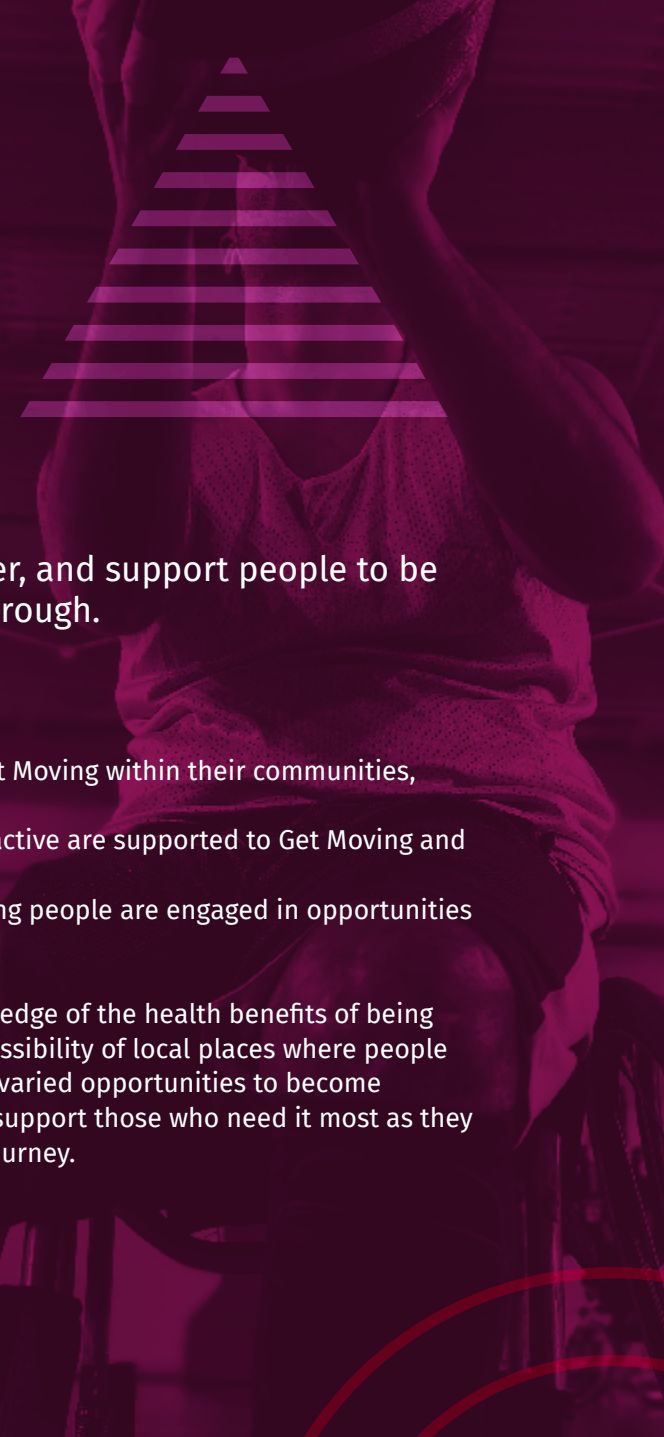 er, and support people to be
rough.
t Moving within their communities,
active are supported to Get Moving and
ng people are engaged in opportunities
edge of the health benefits of being
ssibility of local places where people
varied opportunities to become
support those who need it most as they
urney.